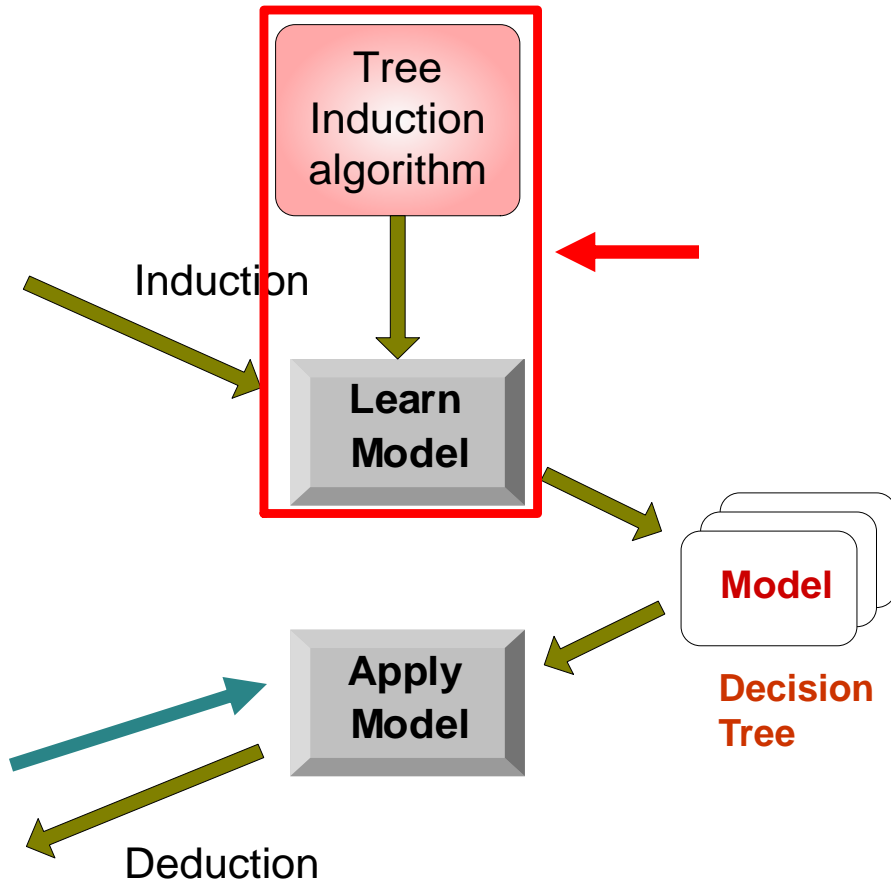 Tree
Induction
algorithm
Induction
Learn
Model
Model
Decision
Tree
Apply
Model
Deduction